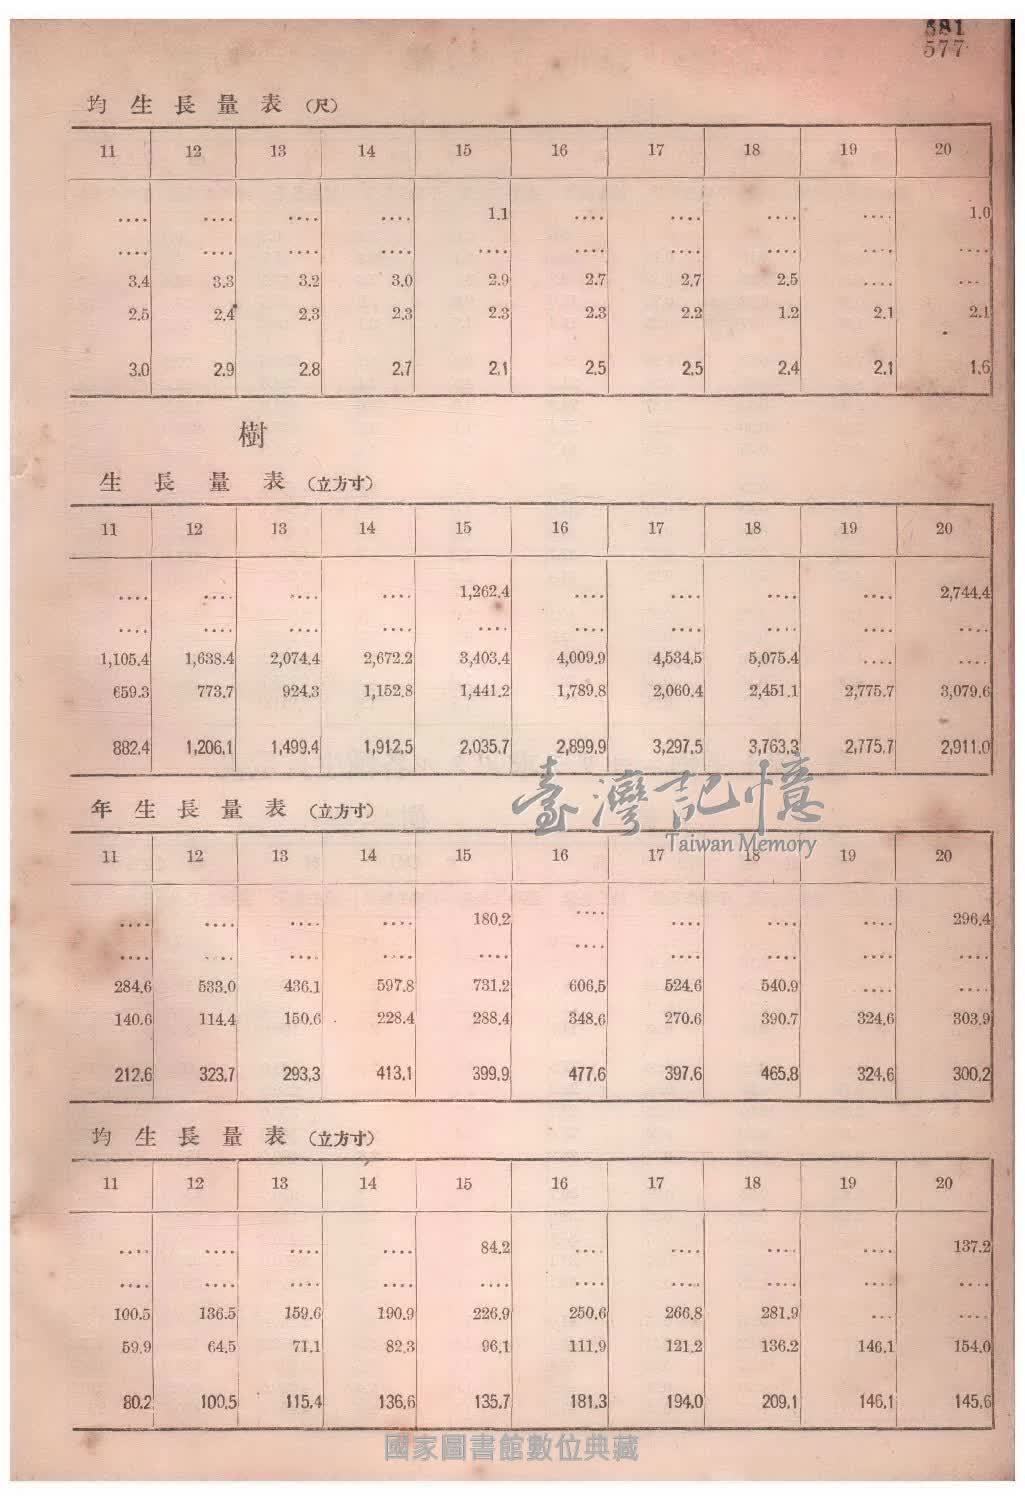 581
577
均生長量表（尺）
11 12 13 14 15 16 17 18 19 20
.... .... .... .... 1.1 .... .... .... .... 1.0
.... .... .... .... .... .... .... .... .... ....
3.4 3.3 3.2 3.0 2.9 2.7 2.7 2.5 .... ...
2.5 2.4 2.3 2.3 2.3 2.3 2.2 1.2 2.1 2.1
3.0 2.9 2.8 2.7 2.1 2.5 2.5 2.4 2.1 1.6
樹
生長量表（立方寸）
11 12 13 14 15 16 17 18 19 20
.... .... .... .... 1,262.4 .... .... .... .... 2,744.4
.... .... .... .... .... .... .... .... .... ....
1,105.4 1,638.4 2,074.4 2,672.2 3,403.4 4,009.9 4,534.5 5,075.4 .... ....
659.3 773.7 924.3 1,152.8 1,441.2 1,789.8 2,060.4 2,451.1 2,775.7 3,079.6
882.4 1,206.1 1,499.4 1,912.5 2,035.7 2,899.9 3,297.5 3,763.3 2,775.7 2,911.0
臺灣記憶
Taiwan Memory
年生長量表（立方寸）
11 12 13 14 15 16 17 18 19 20
.... .... .... .... 180.2 .... .... .... .... 296.4
.... .... .... .... .... .... .... .... .... ....
284.6 533.0 436.1 597.8 731.2 606.5 524.6 540.9 .... ....
140.6 114.4 150.6 228.4 288.4 348.6 270.6 390.7 324.6 303.9
212.6 323.7 293.3 413.1 399.9 477.6 397.6 465.8 324.6 300.2
均生長量表（立方寸）
11 12 13 14 15 16 17 18 19 20
.... .... .... .... 84.2 .... .... .... .... 137.2
.... .... .... .... .... .... .... .... .... ....
100.5 136.5 159.6 190.9 226.9 250.6 266.8 281.9 ... ....
59.9 64.5 71.1 82.3 96.1 111.9 121.2 136.2 146.1 154.0
80.2 100.5 115.4 136.6 135.7 181.3 194.0 209.1 146.1 145.6
國家圖書館數位典藏